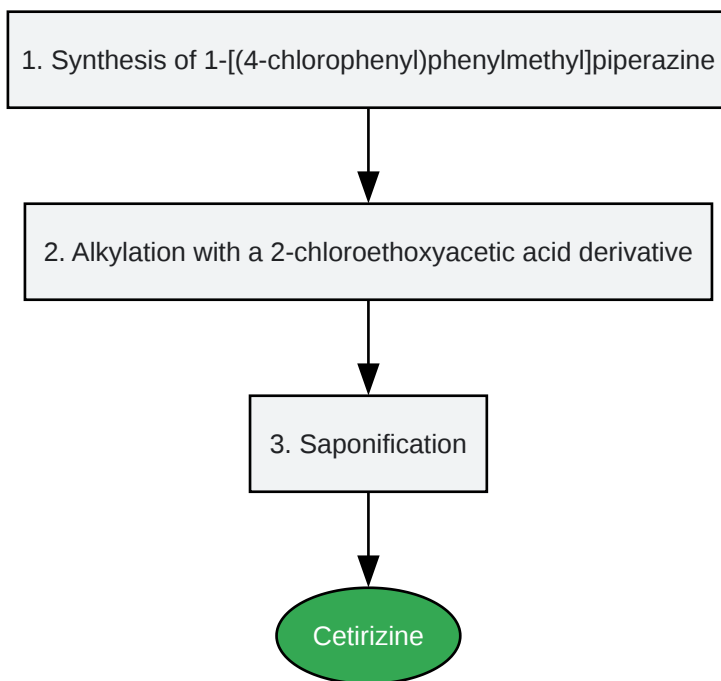 1. Synthesis of 1-[(4-chlorophenyl)phenylmethyl]piperazine
2. Alkylation with a 2-chloroethoxyacetic acid derivative
3. Saponification
Cetirizine